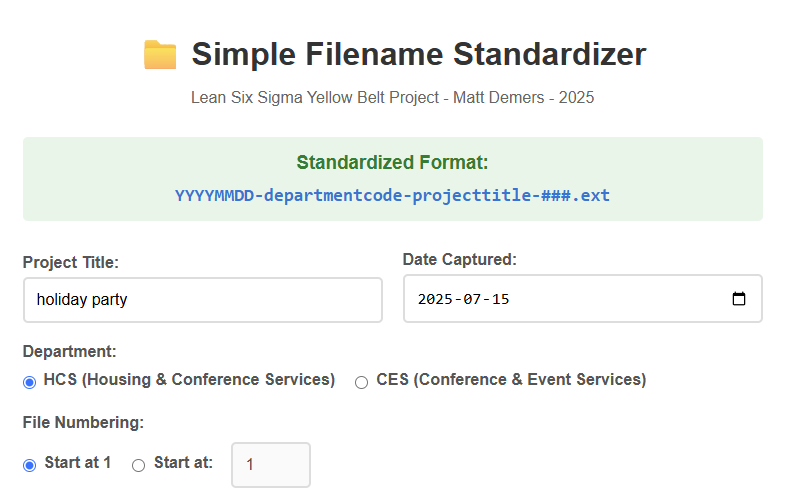 Simple Filename Standardizer
Lean Six Sigma Yellow Belt Project - Matt Demers - 2025
Standardized Format:
YYYYMMDD-departmentcode-projecttitle-###.ext
Project Title:
Date Captured:
holiday party
2025-07-15
Department:
HCS (Housing & Conference Services) CES (Conference & Event Services)
File Numbering:
Start at 1 Start at: 1